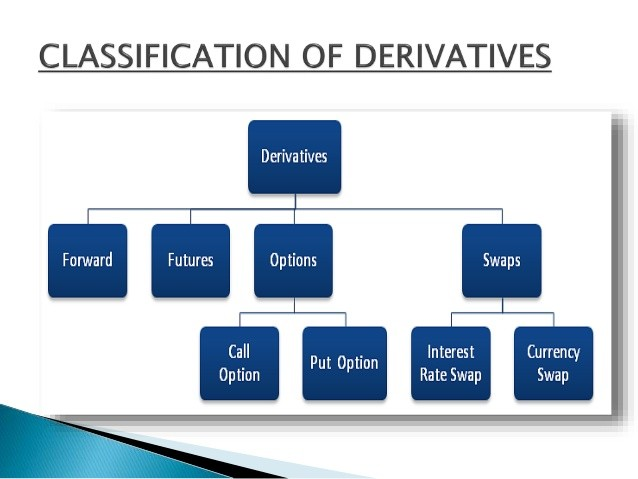 CLASSIFICATION OF DERIVATIVES
Derivatives
Forward
Futures
Options
Swaps
Call
Option
Put Option
Interest
Rate Swap
Currency
Swap